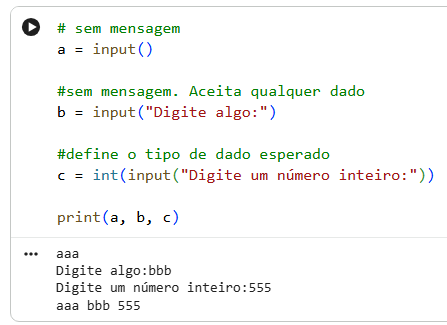 # sem mensagem
a = input()
#sem mensagem. Aceita qualquer dado
b = input("Digite algo:")
#define o tipo de dado esperado
c = int(input("Digite um número inteiro:"))
print(a, b, c)
aaa
Digite algo:bbb
Digite um número inteiro:555
aaa bbb 555